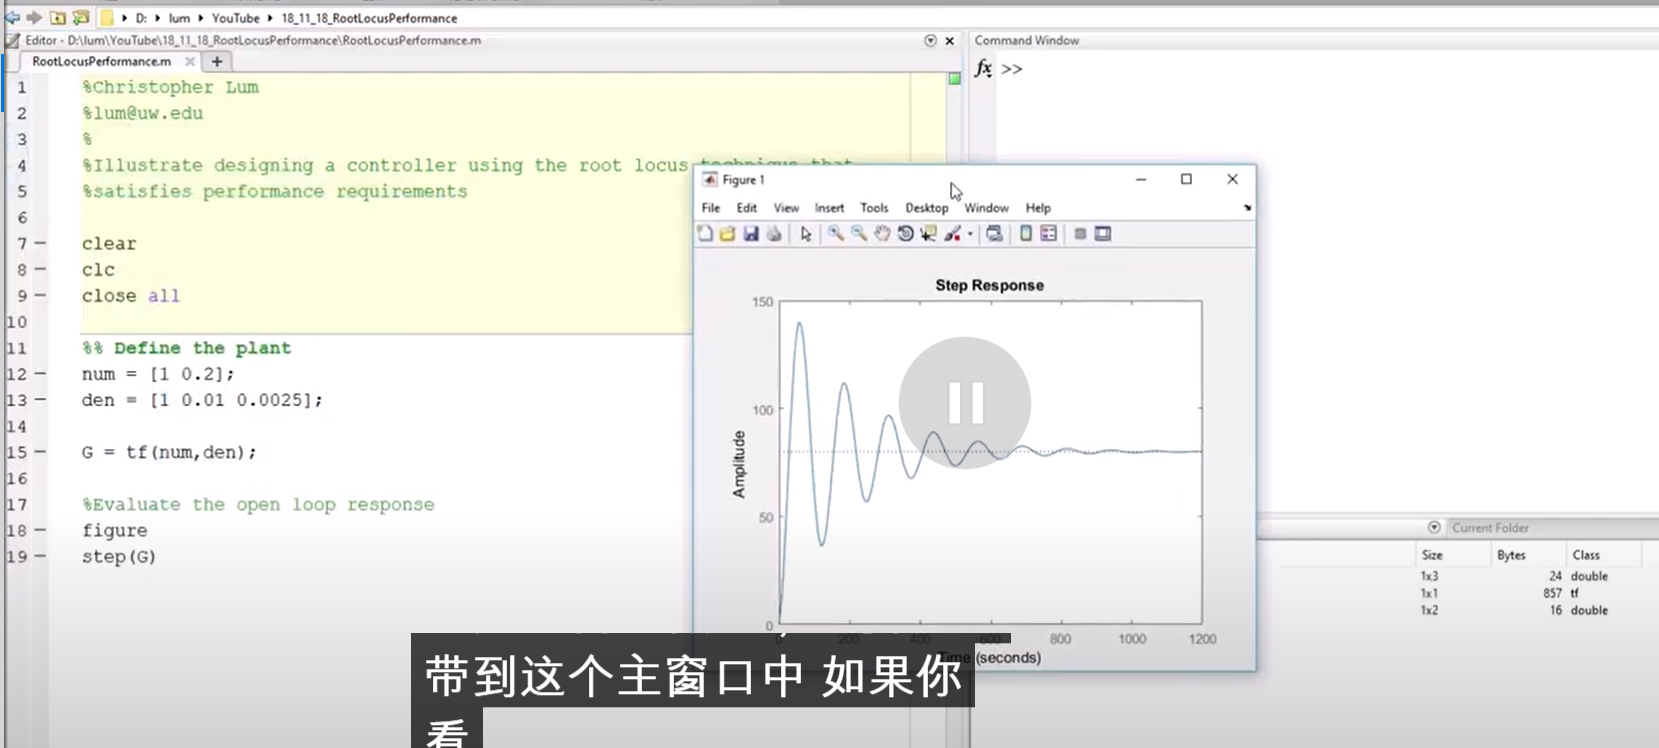 D: ▸ lum ▸ YouTube ▸ 18_11_18_RootLocusPerformance
Editor - D:\lum\YouTube\18_11_18_RootLocusPerformance\RootLocusPerformance.m
RootLocusPerformance.m
1 %Christopher Lum
2 %lum@uw.edu
3 %
4 %Illustrate designing a controller using the root locus technique that
5 %satisfies performance requirements
6
7 clear
8 clc
9 close all
10
11 %% Define the plant
12 num = [1 0.2];
13 den = [1 0.01 0.0025];
14
15 G = tf(num,den);
16
17 %Evaluate the open loop response
18 figure
19 step(G)
Command Window
fx >>
Figure 1
File Edit View Insert Tools Desktop Window Help
Step Response
150
100
50
0
Amplitude
200 400 600 800 1000 1200
Time (seconds)
Current Folder
Size Bytes Class
1x3 24 double
1x1 857 tf
1x2 16 double
带到这个主窗口中 如果你
看